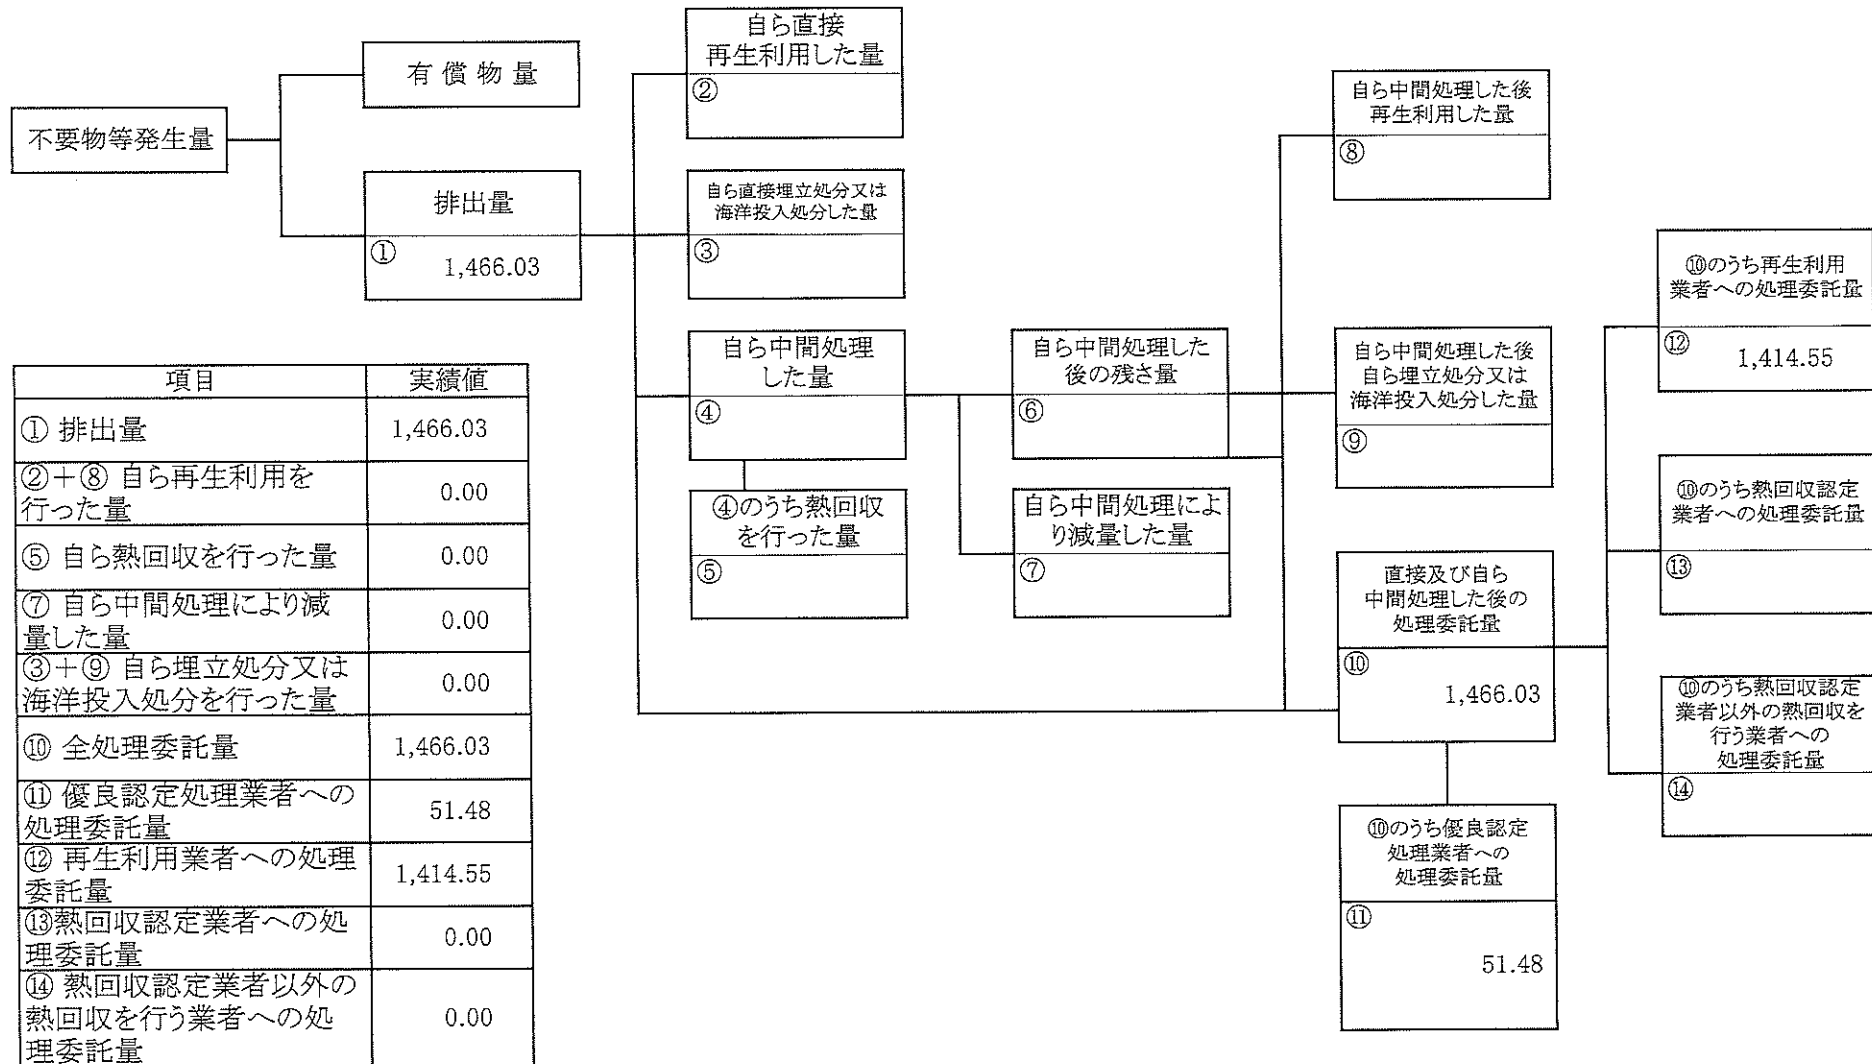 不要物等発生量
有償物量
排出量
①
1,466.03
自ら直接
再生利用した量
②
自ら直接埋立処分又は
海洋投入処分した量
③
自ら中間処理
した量
④
④のうち熱回収
を行った量
⑤
自ら中間処理した
後の残さ量
⑥
自ら中間処理によ
り減量した量
⑦
自ら中間処理した後
再生利用した量
⑧
自ら中間処理した後
自ら埋立処分又は
海洋投入処分した量
⑨
直接及び自ら
中間処理した後の
処理委託量
⑩
1,466.03
⑩のうち優良認定
処理業者への
処理委託量
⑪
51.48
⑩のうち再生利用
業者への処理委託量
⑫
1,414.55
⑩のうち熱回収認定
業者への処理委託量
⑬
⑩のうち熱回収認定
業者以外の熱回収を
行う業者への
処理委託量
⑭
項目 実績値
① 排出量 1,466.03
②+⑧ 自ら再生利用を
行った量 0.00
⑤ 自ら熱回収を行った量 0.00
⑦ 自ら中間処理により減
量した量 0.00
③+⑨ 自ら埋立処分又は
海洋投入処分を行った量 0.00
⑩ 全処理委託量 1,466.03
⑪ 優良認定処理業者への
処理委託量 51.48
⑫ 再生利用業者への処理
委託量 1,414.55
⑬熱回収認定業者への処
理委託量 0.00
⑭ 熱回収認定業者以外の
熱回収を行う業者への処
理委託量 0.00